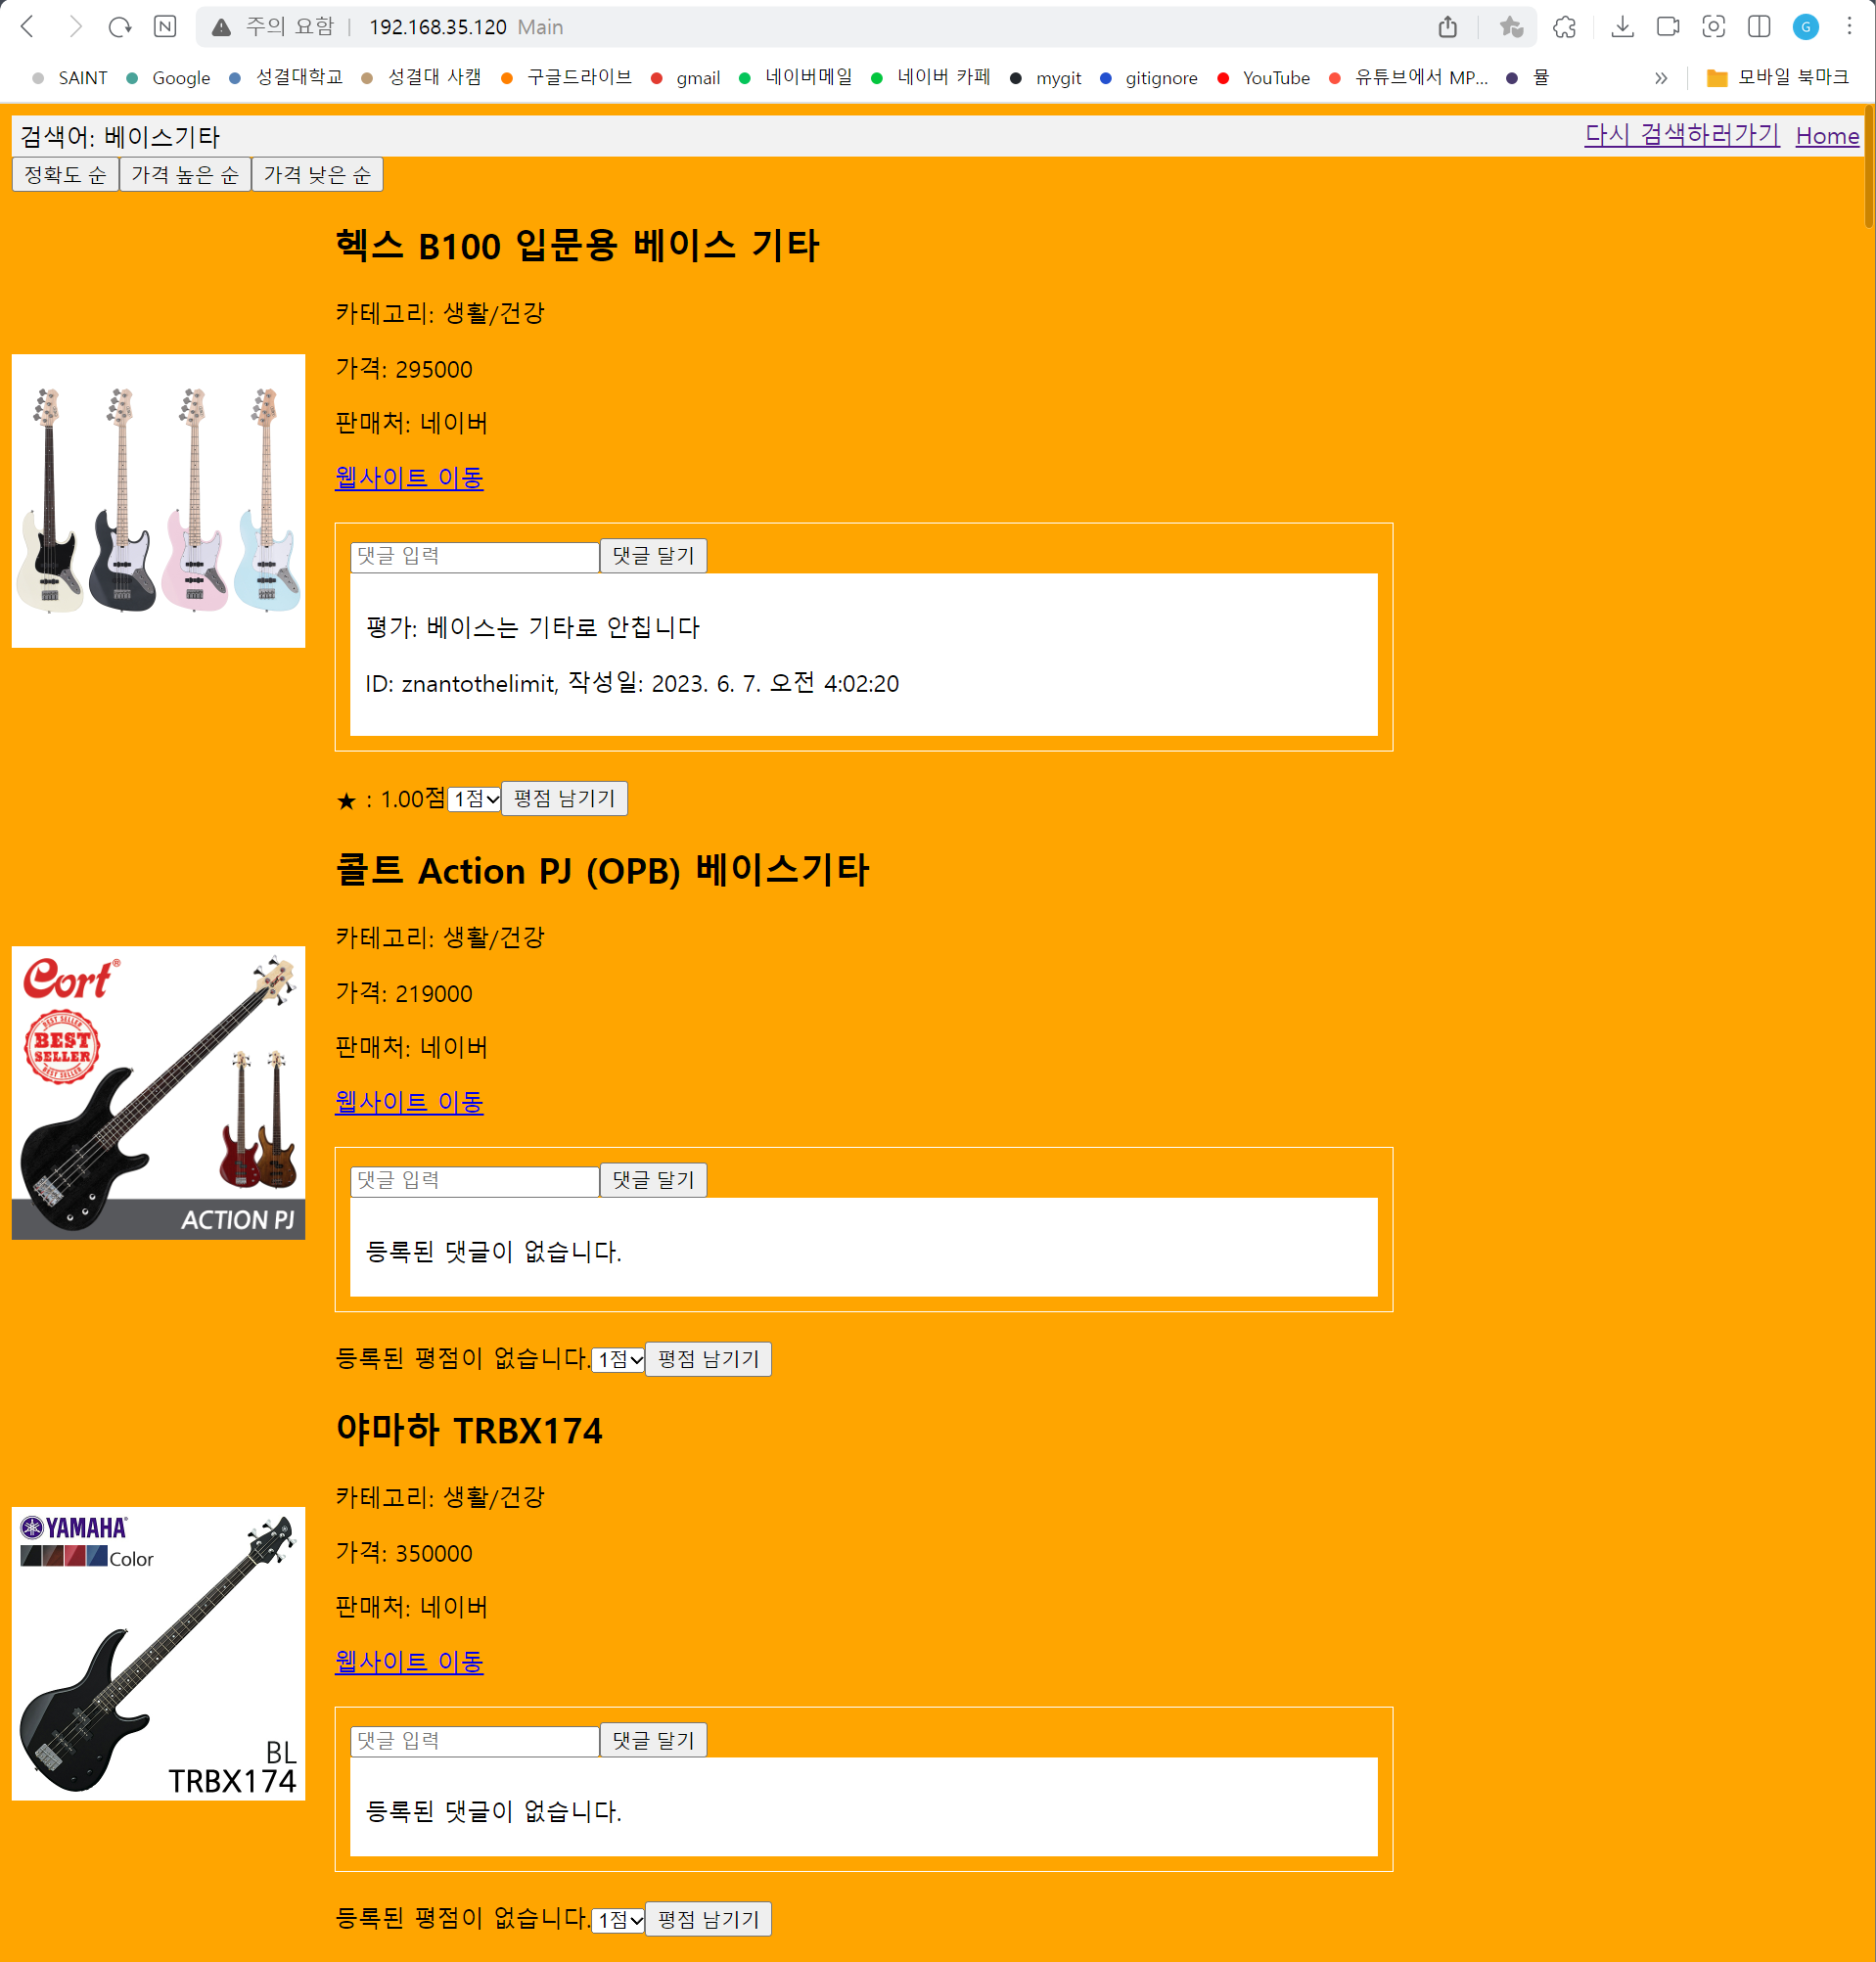 주의 요함 | 192.168.35.120 Main
SAINT Google 성결대학교 성결대 사캠 구글드라이브 gmail 네이버메일 네이버 카페 mygit gitignore YouTube 유튜브에서 MP... 뮬 » 모바일 북마크
검색어: 베이스기타 다시 검색하러가기 Home
정확도 순 가격 높은 순 가격 낮은 순
헥스 B100 입문용 베이스 기타
카테고리: 생활/건강
가격: 295000
판매처: 네이버
웹사이트 이동
댓글 입력 댓글 달기
평가: 베이스는 기타로 안칩니다
ID: znantothelimit, 작성일: 2023. 6. 7. 오전 4:02:20
★ : 1.00점 1점 평점 남기기
콜트 Action PJ (OPB) 베이스기타
카테고리: 생활/건강
가격: 219000
판매처: 네이버
웹사이트 이동
Cort®
BEST SELLER
BEST
SELLER
BEST SELLER
ACTION PJ
댓글 입력 댓글 달기
등록된 댓글이 없습니다.
등록된 평점이 없습니다. 1점 평점 남기기
야마하 TRBX174
카테고리: 생활/건강
가격: 350000
판매처: 네이버
웹사이트 이동
YAMAHA
Color
BL
TRBX174
댓글 입력 댓글 달기
등록된 댓글이 없습니다.
등록된 평점이 없습니다. 1점 평점 남기기